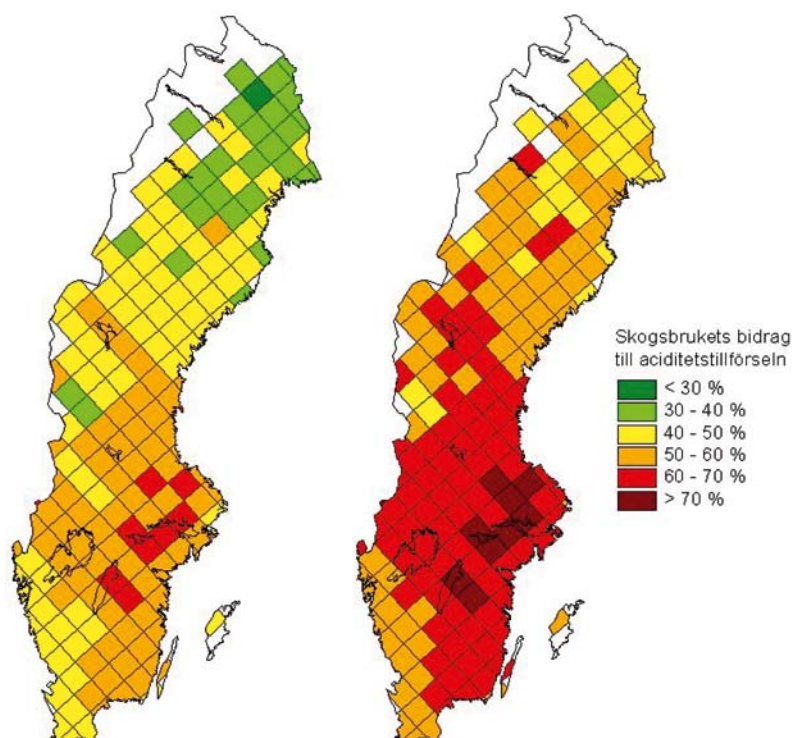 Skogsbrukets bidrag
till aciditetstillförseln
< 30 %
30 - 40 %
40 - 50 %
50 - 60 %
60 - 70 %
> 70 %